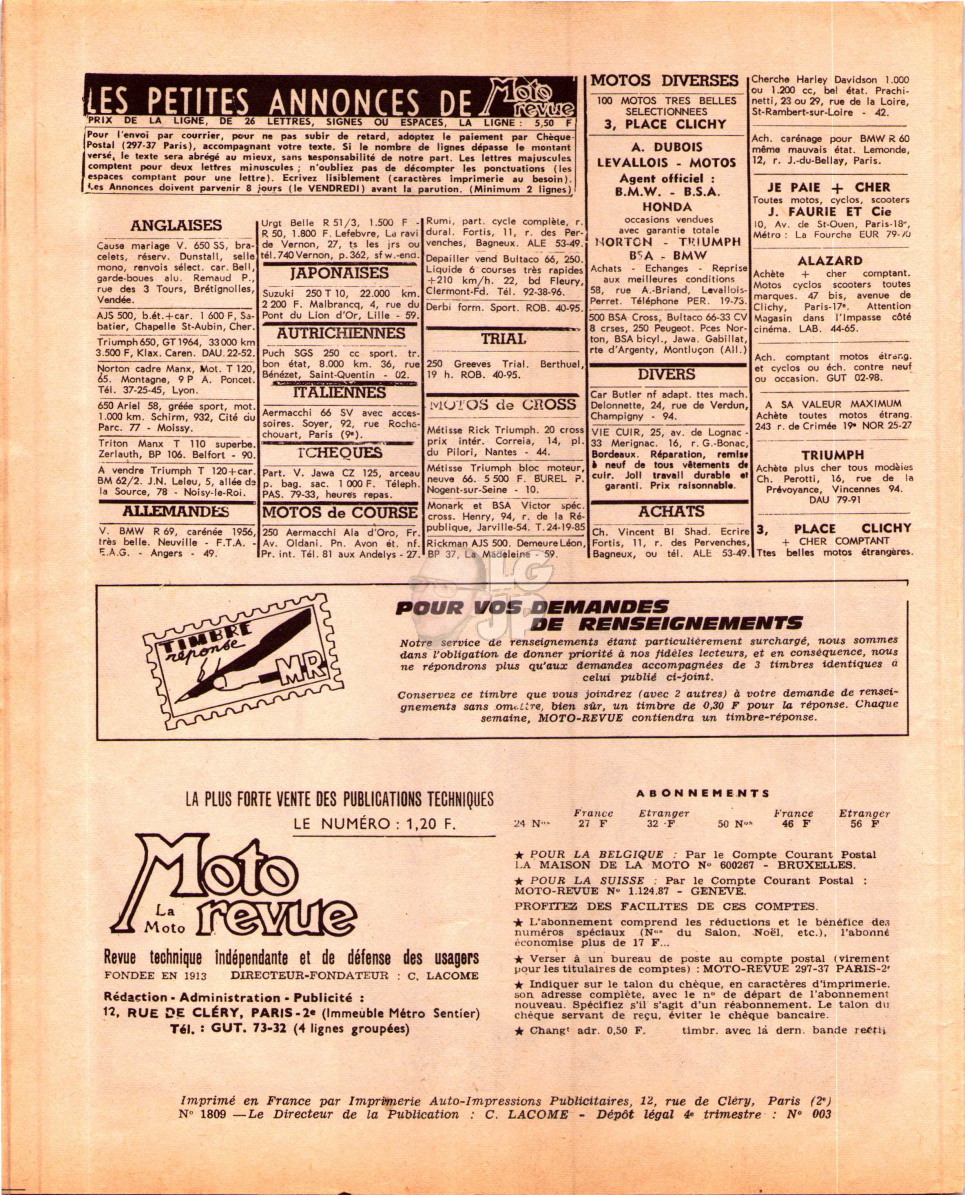 LES PETITES ANNONCES DE Moto revue
PRIX DE LA LIGNE, DE 26 LETTRES, SIGNES OU ESPACES, LA LIGNE : 5,50 F
Pour l'envoi par courrier, pour ne pas subir de retard, adoptez le paiement par Chèque-
Postal (297-37 Paris), accompagnant votre texte. Si le nombre de lignes dépasse le montant
versé, le texte sera abrégé au mieux, sans responsabilité de notre part. Les lettres majuscules
comptent pour deux lettres minuscules ; n'oubliez pas de décompter les ponctuations (les
espaces comptant pour une lettre). Ecrivez lisiblement (caractères imprimerie au besoin).
Les Annonces doivent parvenir 8 jours (le VENDREDI) avant la parution. (Minimum 2 lignes)
ANGLAISES
Cause mariage V. 650 SS, bra-
celets, réserv. Dunstall, selle
mono, renvois sélect. car. Bell,
garde-boues alu. Remaud P.,
rue des 3 Tours, Brétignolles,
Vendée.
AJS 500, b.ét.+car. 1 600 F, Sa-
batier, Chapelle St-Aubin, Cher.
Triumph 650, GT 1964, 33 000 km
3.500 F, Klax. Caren. DAU. 22-52.
Norton cadre Manx, Mot. T 120,
65. Montagne, 9 P A. Poncet.
Tél. 37-25-45, Lyon.
650 Ariel 58, gréée sport, mot.
1.000 km. Schirm, 932, Cité du
Parc. 77 - Moissy.
Triton Manx T 110 superbe.
Zerlauth, BP 106. Belfort - 90.
A vendre Triumph T 120+car.
BM 62/2. J.N. Leleu, 5, allée de
la Source, 78 - Noisy-le-Roi.
ALLEMANDES
V. BMW R 69, carénée 1956,
très belle. Neuville - F.T.A. -
E.A.G. - Angers - 49.
Urgt Belle R 51/3, 1.500 F -
R 50, 1.800 F. Lefebvre, La ravi
de Vernon, 27, ts les jrs ou
tél. 740 Vernon, p. 362, sf w.-end.
JAPONAISES
Suzuki 250 T 10, 22.000 km.
2 200 F. Malbrancq, 4, rue du
Pont du Lion d'Or, Lille - 59.
AUTRICHIENNES
Puch SGS 250 cc sport. tr.
bon état, 8.000 km. 36, rue
Bénézet, Saint-Quentin - 02.
ITALIENNES
Aermacchi 66 SV avec acces-
soires. Soyer, 92, rue Roche-
chouart, Paris (9e).
TCHEQUES
Part. V. Jawa CZ 125, arceau
p. bag. sac. 1 000 F. Téleph.
PAS. 79-33, heures repas.
MOTOS de COURSE
250 Aermacchi Ala d'Oro, Fr.
Av. Oldani. Pn. Avon ét. nf.
Pr. int. Tél. 81 aux Andelys - 27.
Rumi, part. cycle complète, r.
dural. Fortis, 11, r. des Per-
venches, Bagneux. ALE 53-49.
Depailler vend Bultaco 66, 250.
Liquide 6 courses très rapides
+210 km/h. 22, bd Fleury,
Clermont-Fd. Tél. 92-38-96.
Derbi form. Sport. ROB. 40-95.
TRIAL
250 Greeves Trial. Berthuel,
19 h. ROB. 40-95.
MOTOS de CROSS
Métisse Rick Triumph. 20 cross
prix intér. Correia, 14, pl.
du Pilori, Nantes - 44.
Métisse Triumph bloc moteur,
neuve 66. 5 500 F. BUREL P.
Nogent-sur-Seine - 10.
Monark et BSA Victor spéc.
cross. Henry, 94, r. de la Ré-
publique, Jarville-54. T. 24-19-85
Rickman AJS 500. Demeure Léon,
BP 37, La Madeleine - 59.
MOTOS DIVERSES
100 MOTOS TRES BELLES
SELECTIONNEES
3, PLACE CLICHY
A. DUBOIS
LEVALLOIS - MOTOS
Agent officiel :
B.M.W. - B.S.A.
HONDA
occasions vendues
avec garantie totale
NORTON - TRIUMPH
BSA - BMW
Achats - Echanges - Reprise
aux meilleures conditions
58, rue A.-Briand, Levallois-
Perret. Téléphone PER. 19-73.
500 BSA Cross, Bultaco 66-33 CV
8 crses, 250 Peugeot. Pces Nor-
ton, BSA bicyl., Jawa. Gabillat,
rte d'Argenty, Montluçon (All.)
DIVERS
Car Butler nf adapt. ttes mach.
Delonnette, 24, rue de Verdun,
Champigny - 94.
VIE CUIR, 25, av. de Lognac -
33 Merignac. 16, r. G.-Bonac,
Bordeaux. Réparation, remise
à neuf de tous vêtements de
cuir. Joli travail durable et
garanti. Prix raisonnable.
ACHATS
Ch. Vincent Bl Shad. Ecrire
Fortis, 11, r. des Pervenches,
Bagneux, ou tél. ALE 53-49.
Cherche Harley Davidson 1.000
ou 1.200 cc, bel état. Prachi-
netti, 23 ou 29, rue de la Loire,
St-Rambert-sur-Loire - 42.
Ach. carénage pour BMW R 60
même mauvais état. Lemonde,
12, r. J.-du-Bellay, Paris.
JE PAIE + CHER
Toutes motos, cyclos, scooters
J. FAURIE ET Cie
10, Av. de St-Ouen, Paris-18e,
Métro : La Fourche EUR 79-70
ALAZARD
Achète + cher comptant.
Motos cyclos scooters toutes
marques. 47 bis, avenue de
Clichy, Paris-17e. Attention
Magasin dans l'Impasse côté
cinéma. LAB. 44-65.
Ach. comptant motos étrang.
et cyclos ou éch. contre neuf
ou occasion. GUT 02-98.
A SA VALEUR MAXIMUM
Achète toutes motos étrang.
243 r. de Crimée 19e NOR 25-27
TRIUMPH
Achète plus cher tous modèles
Ch. Perotti, 16, rue de la
Prévoyance, Vincennes 94.
DAU 79-91
3, PLACE CLICHY
+ CHER COMPTANT
Ttes belles motos étrangères.
LG
JP
TIMBRE
réponse
MR
POUR VOS DEMANDES
DE RENSEIGNEMENTS
Notre service de renseignements étant particulièrement surchargé, nous sommes
dans l'obligation de donner priorité à nos fidèles lecteurs, et en conséquence, nous
ne répondrons plus qu'aux demandes accompagnées de 3 timbres identiques à
celui publié ci-joint.
Conservez ce timbre que vous joindrez (avec 2 autres) à votre demande de rensei-
gnements sans omettre, bien sûr, un timbre de 0,30 F pour la réponse. Chaque
semaine, MOTO-REVUE contiendra un timbre-réponse.
LA PLUS FORTE VENTE DES PUBLICATIONS TECHNIQUES
LE NUMÉRO : 1,20 F.
La Moto
Moto revue
Revue technique indépendante et de défense des usagers
FONDEE EN 1913 DIRECTEUR-FONDATEUR : C. LACOME
Rédaction - Administration - Publicité :
12, RUE DE CLÉRY, PARIS-2e (Immeuble Métro Sentier)
Tél. : GUT. 73-32 (4 lignes groupées)
ABONNEMENTS
France Etranger France Etranger
24 Nos 27 F 32 F 50 Nos 46 F 56 F
★ POUR LA BELGIQUE : Par le Compte Courant Postal
LA MAISON DE LA MOTO No 600267 - BRUXELLES.
★ POUR LA SUISSE : Par le Compte Courant Postal :
MOTO-REVUE No 1.124.87 - GENEVE.
PROFITEZ DES FACILITES DE CES COMPTES.
★ L'abonnement comprend les réductions et le bénéfice des
numéros spéciaux (Nos du Salon, Noël, etc.), l'abonné
économise plus de 17 F...
★ Verser à un bureau de poste au compte postal (virement
pour les titulaires de comptes) : MOTO-REVUE 297-37 PARIS-2e
★ Indiquer sur le talon du chèque, en caractères d'imprimerie,
son adresse complète, avec le no de départ de l'abonnement
nouveau. Spécifiez s'il s'agit d'un réabonnement. Le talon du
chèque servant de reçu, éviter le chèque bancaire.
★ Changt adr. 0,50 F. timbr. avec la dern. bande rectif.
Imprimé en France par Imprimerie Auto-Impressions Publicitaires, 12, rue de Cléry, Paris (2e)
No 1809 — Le Directeur de la Publication : C. LACOME - Dépôt légal 4e trimestre : No 003